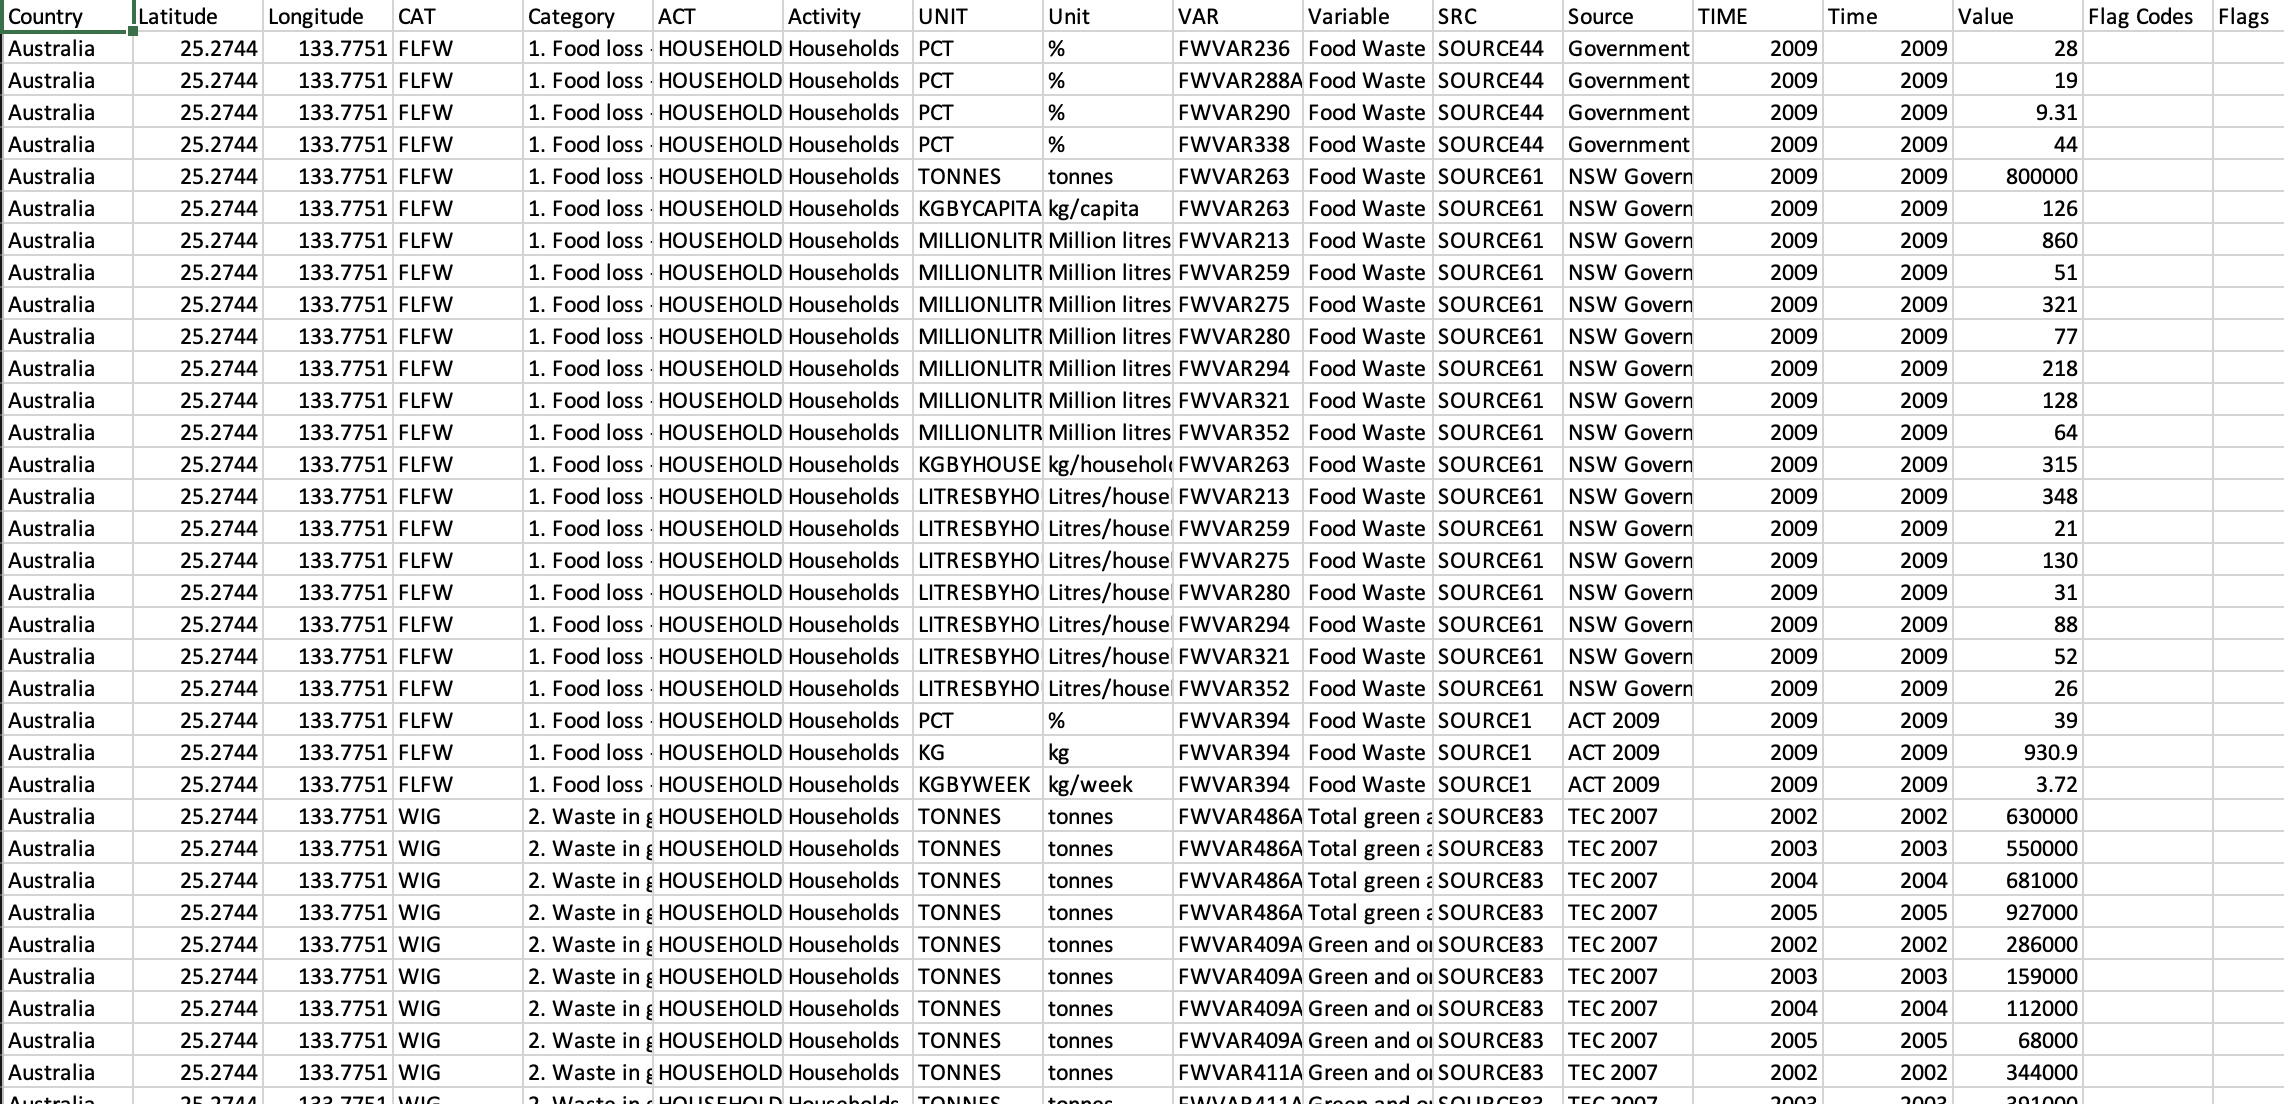 Country Latitude Longitude CAT Category ACT Activity UNIT Unit VAR Variable SRC Source TIME Time Value Flag Codes Flags
Australia 25.2744 133.7751 FLFW 1. Food loss HOUSEHOLD Households PCT % FWVAR236 Food Waste SOURCE44 Government 2009 2009 28
Australia 25.2744 133.7751 FLFW 1. Food loss HOUSEHOLD Households PCT % FWVAR288A Food Waste SOURCE44 Government 2009 2009 19
Australia 25.2744 133.7751 FLFW 1. Food loss HOUSEHOLD Households PCT % FWVAR290 Food Waste SOURCE44 Government 2009 2009 9.31
Australia 25.2744 133.7751 FLFW 1. Food loss HOUSEHOLD Households PCT % FWVAR338 Food Waste SOURCE44 Government 2009 2009 44
Australia 25.2744 133.7751 FLFW 1. Food loss HOUSEHOLD Households TONNES tonnes FWVAR263 Food Waste SOURCE61 NSW Govern 2009 2009 800000
Australia 25.2744 133.7751 FLFW 1. Food loss HOUSEHOLD Households KGBYCAPITA kg/capita FWVAR263 Food Waste SOURCE61 NSW Govern 2009 2009 126
Australia 25.2744 133.7751 FLFW 1. Food loss HOUSEHOLD Households MILLIONLITR Million litres FWVAR213 Food Waste SOURCE61 NSW Govern 2009 2009 860
Australia 25.2744 133.7751 FLFW 1. Food loss HOUSEHOLD Households MILLIONLITR Million litres FWVAR259 Food Waste SOURCE61 NSW Govern 2009 2009 51
Australia 25.2744 133.7751 FLFW 1. Food loss HOUSEHOLD Households MILLIONLITR Million litres FWVAR275 Food Waste SOURCE61 NSW Govern 2009 2009 321
Australia 25.2744 133.7751 FLFW 1. Food loss HOUSEHOLD Households MILLIONLITR Million litres FWVAR280 Food Waste SOURCE61 NSW Govern 2009 2009 77
Australia 25.2744 133.7751 FLFW 1. Food loss HOUSEHOLD Households MILLIONLITR Million litres FWVAR294 Food Waste SOURCE61 NSW Govern 2009 2009 218
Australia 25.2744 133.7751 FLFW 1. Food loss HOUSEHOLD Households MILLIONLITR Million litres FWVAR321 Food Waste SOURCE61 NSW Govern 2009 2009 128
Australia 25.2744 133.7751 FLFW 1. Food loss HOUSEHOLD Households MILLIONLITR Million litres FWVAR352 Food Waste SOURCE61 NSW Govern 2009 2009 64
Australia 25.2744 133.7751 FLFW 1. Food loss HOUSEHOLD Households KGBYHOUSE kg/househol FWVAR263 Food Waste SOURCE61 NSW Govern 2009 2009 315
Australia 25.2744 133.7751 FLFW 1. Food loss HOUSEHOLD Households LITRESBYHO Litres/house FWVAR213 Food Waste SOURCE61 NSW Govern 2009 2009 348
Australia 25.2744 133.7751 FLFW 1. Food loss HOUSEHOLD Households LITRESBYHO Litres/house FWVAR259 Food Waste SOURCE61 NSW Govern 2009 2009 21
Australia 25.2744 133.7751 FLFW 1. Food loss HOUSEHOLD Households LITRESBYHO Litres/house FWVAR275 Food Waste SOURCE61 NSW Govern 2009 2009 130
Australia 25.2744 133.7751 FLFW 1. Food loss HOUSEHOLD Households LITRESBYHO Litres/house FWVAR280 Food Waste SOURCE61 NSW Govern 2009 2009 31
Australia 25.2744 133.7751 FLFW 1. Food loss HOUSEHOLD Households LITRESBYHO Litres/house FWVAR294 Food Waste SOURCE61 NSW Govern 2009 2009 88
Australia 25.2744 133.7751 FLFW 1. Food loss HOUSEHOLD Households LITRESBYHO Litres/house FWVAR321 Food Waste SOURCE61 NSW Govern 2009 2009 52
Australia 25.2744 133.7751 FLFW 1. Food loss HOUSEHOLD Households LITRESBYHO Litres/house FWVAR352 Food Waste SOURCE61 NSW Govern 2009 2009 26
Australia 25.2744 133.7751 FLFW 1. Food loss HOUSEHOLD Households PCT % FWVAR394 Food Waste SOURCE1 ACT 2009 2009 2009 39
Australia 25.2744 133.7751 FLFW 1. Food loss HOUSEHOLD Households KG kg FWVAR394 Food Waste SOURCE1 ACT 2009 2009 2009 930.9
Australia 25.2744 133.7751 FLFW 1. Food loss HOUSEHOLD Households KGBYWEEK kg/week FWVAR394 Food Waste SOURCE1 ACT 2009 2009 2009 3.72
Australia 25.2744 133.7751 WIG 2. Waste in HOUSEHOLD Households TONNES tonnes FWVAR486A Total green SOURCE83 TEC 2007 2002 2002 630000
Australia 25.2744 133.7751 WIG 2. Waste in HOUSEHOLD Households TONNES tonnes FWVAR486A Total green SOURCE83 TEC 2007 2003 2003 550000
Australia 25.2744 133.7751 WIG 2. Waste in HOUSEHOLD Households TONNES tonnes FWVAR486A Total green SOURCE83 TEC 2007 2004 2004 681000
Australia 25.2744 133.7751 WIG 2. Waste in HOUSEHOLD Households TONNES tonnes FWVAR486A Total green SOURCE83 TEC 2007 2005 2005 927000
Australia 25.2744 133.7751 WIG 2. Waste in HOUSEHOLD Households TONNES tonnes FWVAR409A Green and SOURCE83 TEC 2007 2002 2002 286000
Australia 25.2744 133.7751 WIG 2. Waste in HOUSEHOLD Households TONNES tonnes FWVAR409A Green and SOURCE83 TEC 2007 2003 2003 159000
Australia 25.2744 133.7751 WIG 2. Waste in HOUSEHOLD Households TONNES tonnes FWVAR409A Green and SOURCE83 TEC 2007 2004 2004 112000
Australia 25.2744 133.7751 WIG 2. Waste in HOUSEHOLD Households TONNES tonnes FWVAR409A Green and SOURCE83 TEC 2007 2005 2005 68000
Australia 25.2744 133.7751 WIG 2. Waste in HOUSEHOLD Households TONNES tonnes FWVAR411A Green and SOURCE83 TEC 2007 2002 2002 344000